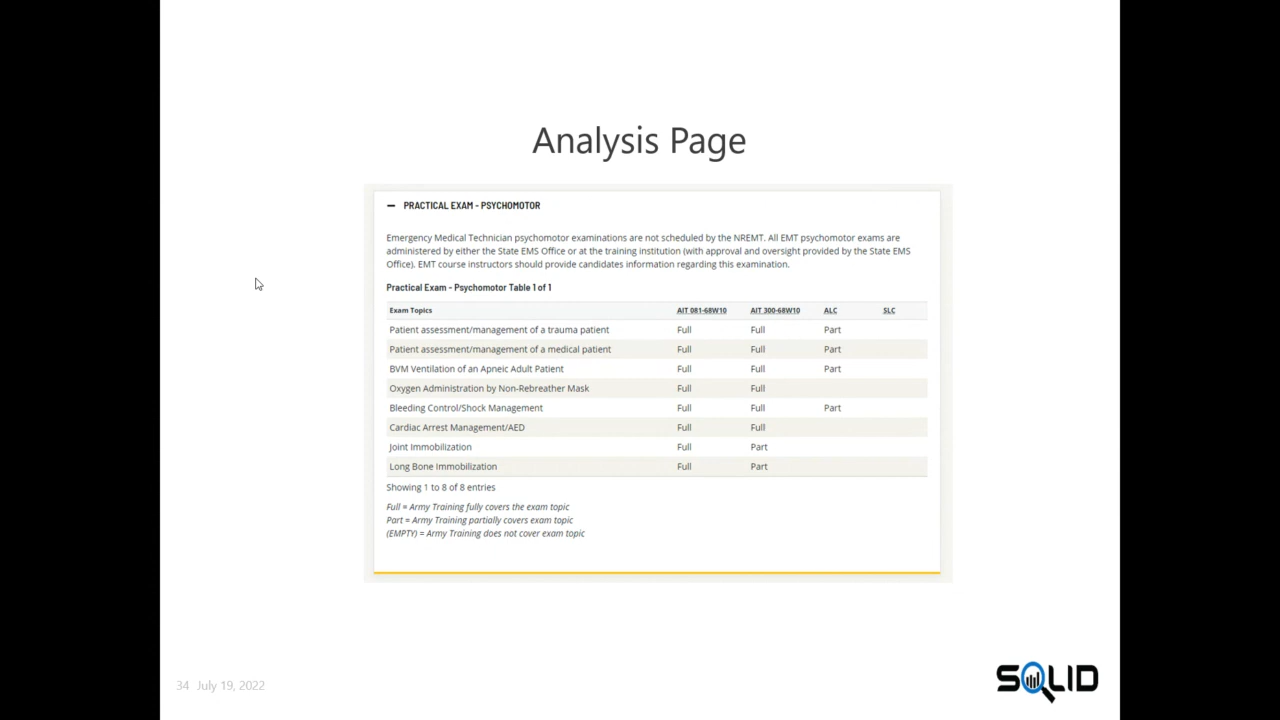 Analysis Page
PRACTICAL EXAM - PSYCHOMOTOR
Emergency Medical Technician psychomotor examinations are not scheduled by the NREMT. All EMT psychomotor exams are
administered by either the State EMS Office or at the training institution (with approval and oversight provided by the State EMS
Office). EMT course instructors should provide candidates information regarding this examination.
Practical Exam - Psychomotor Table 1 of 1
Exam Topics AIT 081-68W10 AIT 300-68W10 ALC SLC
Patient assessment/management of a trauma patient Full Full Part
Patient assessment/management of a medical patient Full Full Part
BVM Ventilation of an Apneic Adult Patient Full Full Part
Oxygen Administration by Non-Rebreather Mask Full Full
Bleeding Control/Shock Management Full Full Part
Cardiac Arrest Management/AED Full Full
Joint Immobilization Full Part
Long Bone Immobilization Full Part
Showing 1 to 8 of 8 entries
Full = Army Training fully covers the exam topic
Part = Army Training partially covers exam topic
(EMPTY) = Army Training does not cover exam topic
34 July 19, 2022
SQLID